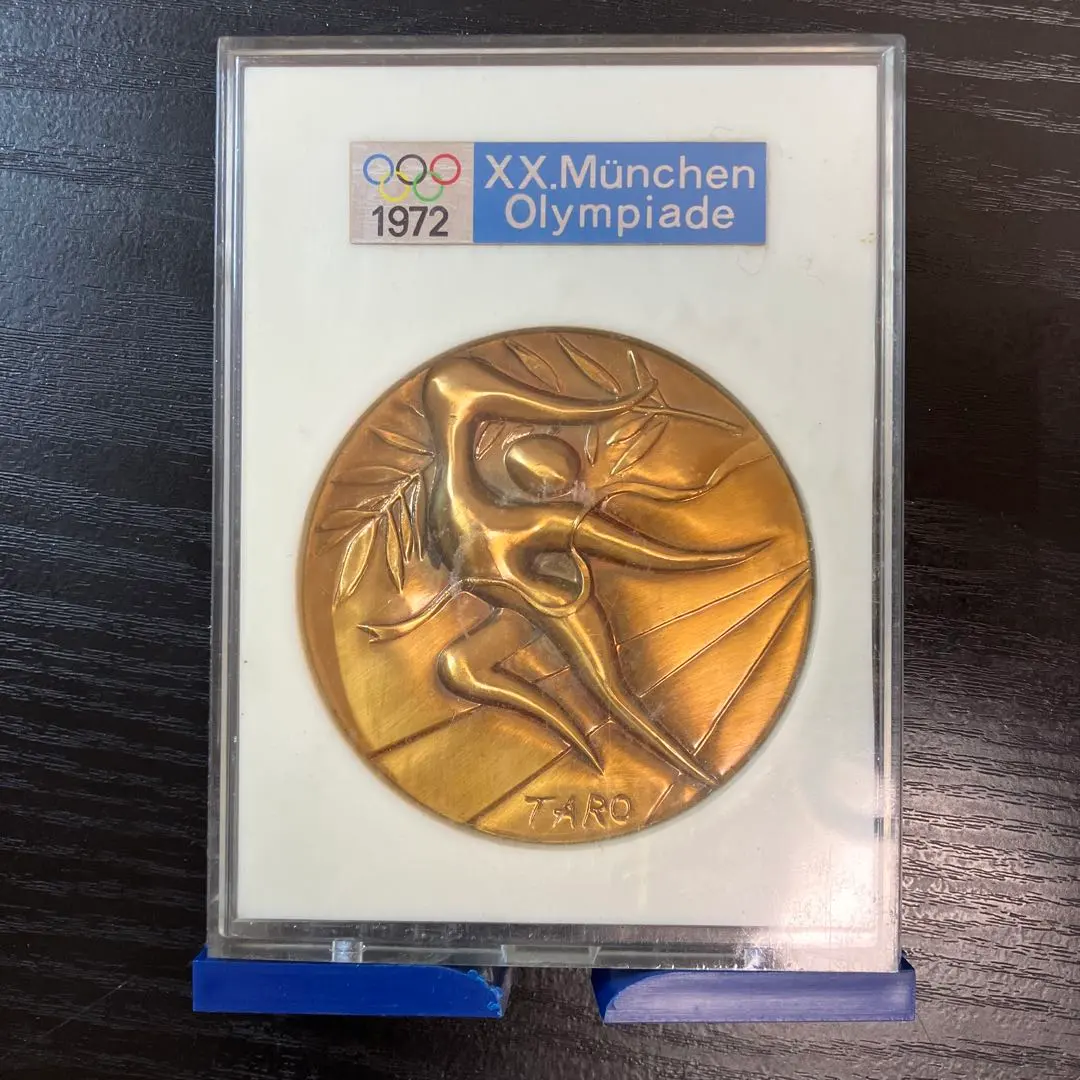 1972
XX.München
Olympiade
TARO